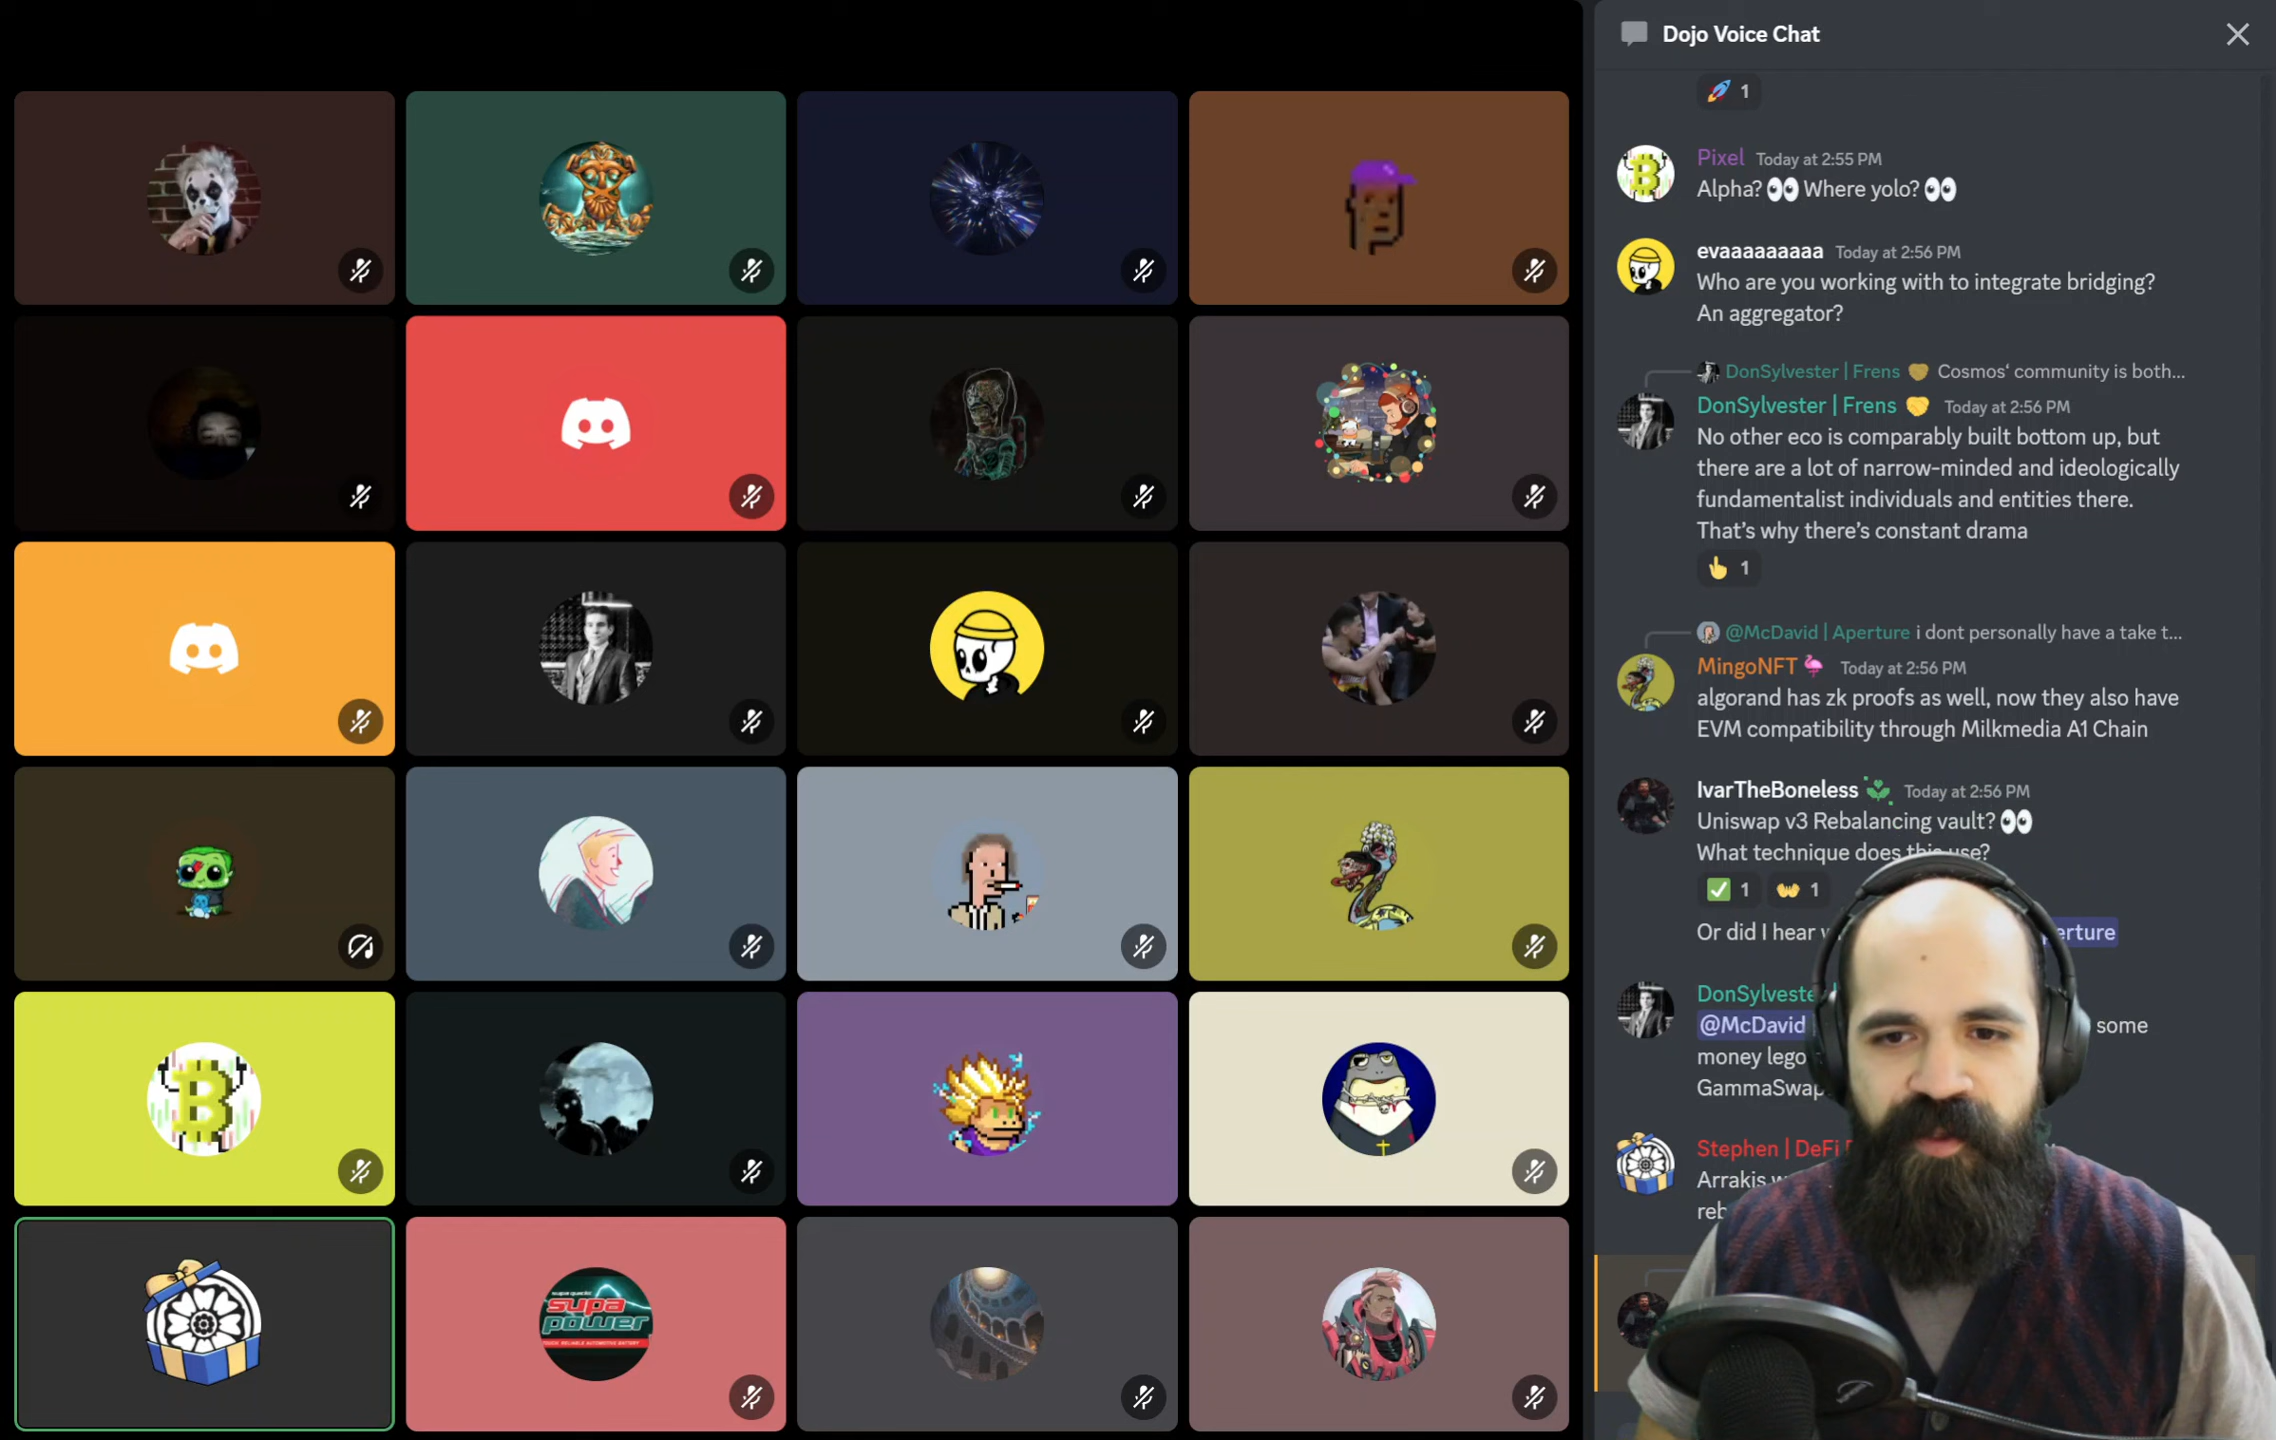 Dojo Voice Chat
1
Pixel Today at 2:55 PM
Alpha? 👀 Where yolo? 👀
evaaaaaaaaa Today at 2:56 PM
Who are you working with to integrate bridging?
An aggregator?
DonSylvester | Frens 🤝 Cosmos‘ community is both...
DonSylvester | Frens 🤝 Today at 2:56 PM
No other eco is comparably built bottom up, but
there are a lot of narrow-minded and ideologically
fundamentalist individuals and entities there.
That’s why there’s constant drama
1
@McDavid | Aperture i dont personally have a take t...
MingoNFT 🦩 Today at 2:56 PM
algorand has zk proofs as well, now they also have
EVM compatibility through Milkmedia A1 Chain
IvarTheBoneless Today at 2:56 PM
Uniswap v3 Rebalancing vault? 👀
What technique does this use?
1 1
Or did I hear
@McDavid some
money lego
GammaSwap
Stephen | DeFi
Arrakis
supa
power